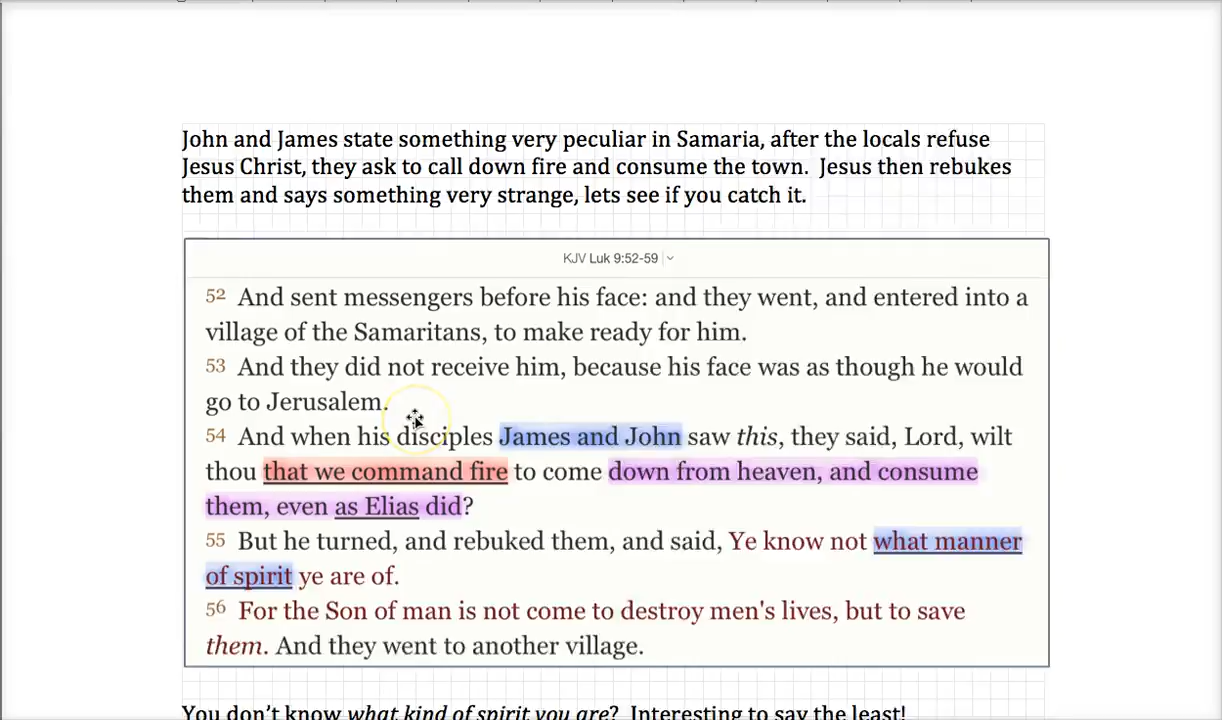 John and James state something very peculiar in Samaria, after the locals refuse
Jesus Christ, they ask to call down fire and consume the town.  Jesus then rebukes
them and says something very strange, lets see if you catch it.
KJV Luk 9:52-59
52 And sent messengers before his face: and they went, and entered into a
village of the Samaritans, to make ready for him.
53 And they did not receive him, because his face was as though he would
go to Jerusalem.
54 And when his disciples James and John saw this, they said, Lord, wilt
thou that we command fire to come down from heaven, and consume
them, even as Elias did?
55 But he turned, and rebuked them, and said, Ye know not what manner
of spirit ye are of.
56 For the Son of man is not come to destroy men's lives, but to save
them. And they went to another village.
You don’t know what kind of spirit you are?  Interesting to say the least!